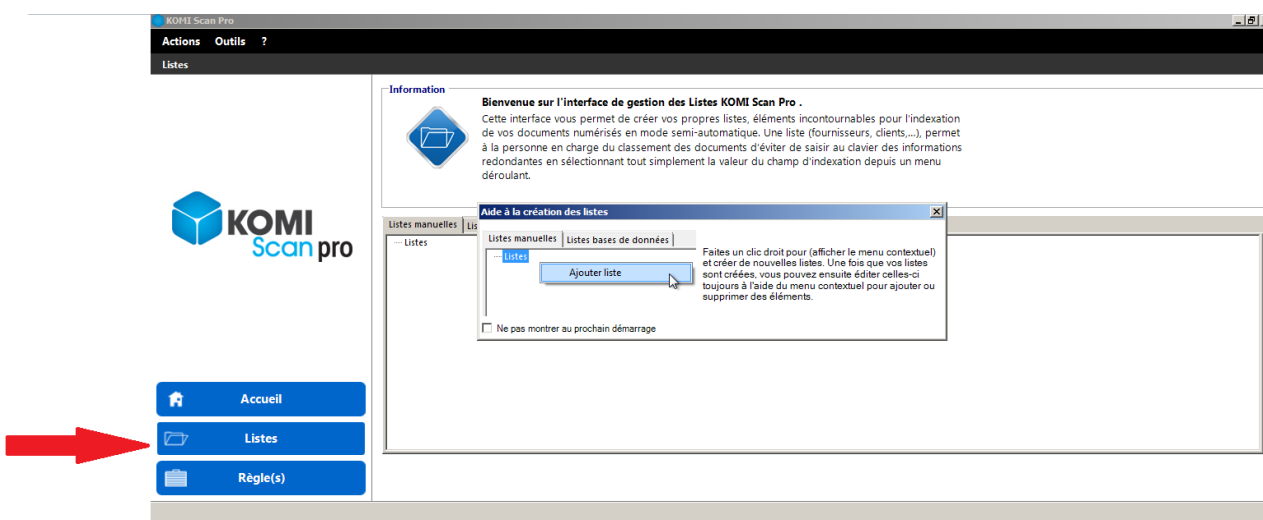 KOMI Scan Pro
Actions Outils ?
Listes
Information
Bienvenue sur l'interface de gestion des Listes KOMI Scan Pro .
Cette interface vous permet de créer vos propres listes, éléments incontournables pour l'indexation
de vos documents numérisés en mode semi-automatique. Une liste (fournisseurs, clients,...), permet
à la personne en charge du classement des documents d'éviter de saisir au clavier des informations
redondantes en sélectionnant tout simplement la valeur du champ d'indexation depuis un menu
déroulant.
KOMI
Scan pro
Listes manuelles Lis
Listes
Aide à la création des listes
Listes manuelles Listes bases de données
Listes
Ajouter liste
Faites un clic droit pour (afficher le menu contextuel)
et créer de nouvelles listes. Une fois que vos listes
sont créées, vous pouvez ensuite éditer celles-ci
toujours à l'aide du menu contextuel pour ajouter ou
supprimer des éléments.
Ne pas montrer au prochain démarrage
Accueil
Listes
Règle(s)